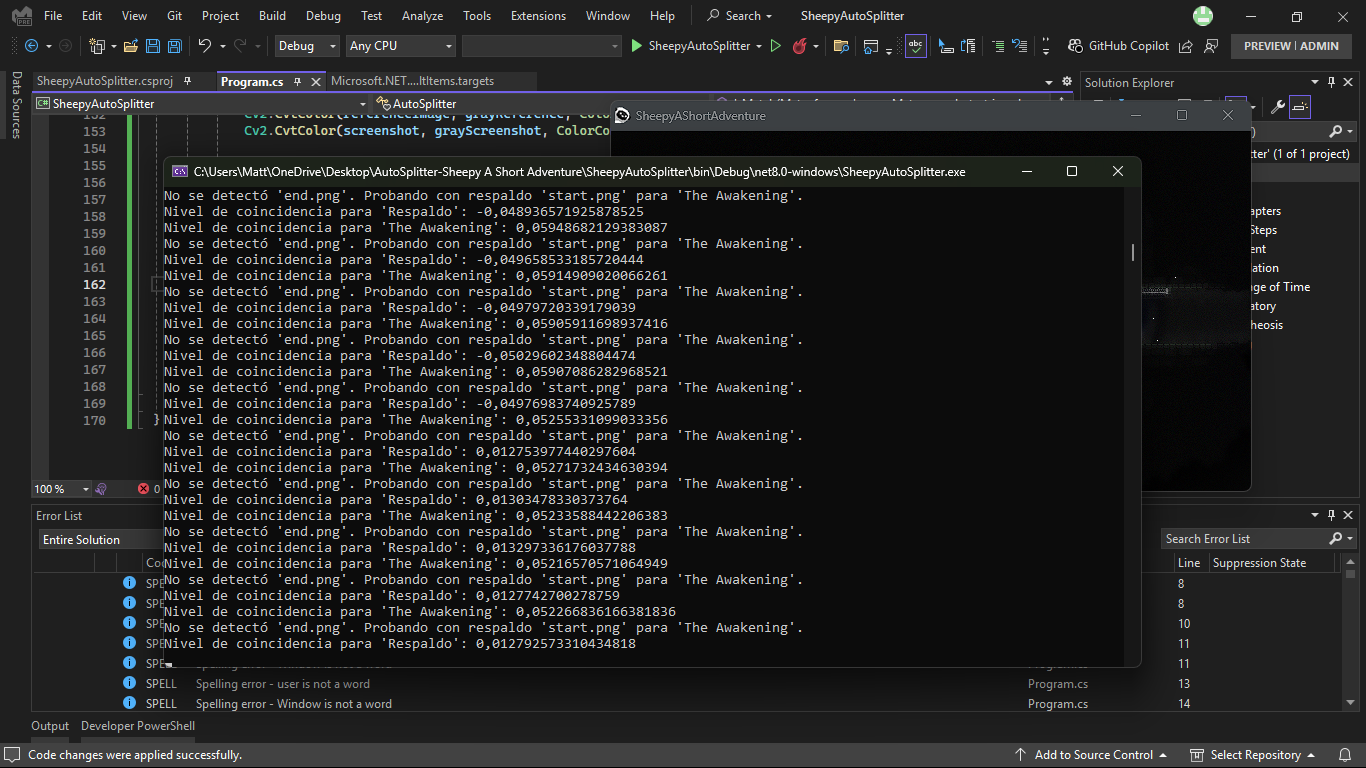 File Edit View Git Project Build Debug Test Analyze Tools Extensions Window Help Search SheepyAutoSplitter
Debug Any CPU SheepyAutoSplitter GitHub Copilot PREVIEW | ADMIN
Data Sources
SheepyAutoSplitter.csproj Program.cs Microsoft.NET....ltItems.targets
Solution Explorer
SheepyAutoSplitter AutoSplitter
SheepyAShortAdventure
153 Cv2.CvtColor(screenshot, grayScreenshot, ColorCo
154
155
156
157
158
159
160
161
162
163
164
165
166
167
168
169
170 }
tter' (1 of 1 project)
apters
Steps
ent
ation
ge of Time
atory
heosis
C:\Users\Matt\OneDrive\Desktop\AutoSplitter-Sheepy A Short Adventure\SheepyAutoSplitter\bin\Debug\net8.0-windows\SheepyAutoSplitter.exe
No se detectó 'end.png'. Probando con respaldo 'start.png' para 'The Awakening'.
Nivel de coincidencia para 'Respaldo': -0,048936571925878525
Nivel de coincidencia para 'The Awakening': 0,05948682129383087
No se detectó 'end.png'. Probando con respaldo 'start.png' para 'The Awakening'.
Nivel de coincidencia para 'Respaldo': -0,049658533185720444
Nivel de coincidencia para 'The Awakening': 0,05914909020066261
No se detectó 'end.png'. Probando con respaldo 'start.png' para 'The Awakening'.
Nivel de coincidencia para 'Respaldo': -0,04979720339179039
Nivel de coincidencia para 'The Awakening': 0,05905911698937416
No se detectó 'end.png'. Probando con respaldo 'start.png' para 'The Awakening'.
Nivel de coincidencia para 'Respaldo': -0,05029602348804474
Nivel de coincidencia para 'The Awakening': 0,05907086282968521
No se detectó 'end.png'. Probando con respaldo 'start.png' para 'The Awakening'.
Nivel de coincidencia para 'Respaldo': -0,04976983740925789
Nivel de coincidencia para 'The Awakening': 0,05255331099033356
No se detectó 'end.png'. Probando con respaldo 'start.png' para 'The Awakening'.
Nivel de coincidencia para 'Respaldo': 0,012753977440297604
Nivel de coincidencia para 'The Awakening': 0,05271732434630394
No se detectó 'end.png'. Probando con respaldo 'start.png' para 'The Awakening'.
Nivel de coincidencia para 'Respaldo': 0,01303478330373764
Nivel de coincidencia para 'The Awakening': 0,05233588442206383
No se detectó 'end.png'. Probando con respaldo 'start.png' para 'The Awakening'.
Nivel de coincidencia para 'Respaldo': 0,013297336176037788
Nivel de coincidencia para 'The Awakening': 0,05216570571064949
No se detectó 'end.png'. Probando con respaldo 'start.png' para 'The Awakening'.
Nivel de coincidencia para 'Respaldo': 0,0127742700278759
Nivel de coincidencia para 'The Awakening': 0,052266836166381836
No se detectó 'end.png'. Probando con respaldo 'start.png' para 'The Awakening'.
Nivel de coincidencia para 'Respaldo': 0,012792573310434818
100 % 0
Error List
Entire Solution Search Error List
Co Line Suppression State
SPE 8
SPE 8
SPE 10
SPE 11
SPE 11
SPELL Spelling error - user is not a word Program.cs 13
SPELL Spelling error - Window is not a word Program.cs 14
Output Developer PowerShell
Code changes were applied successfully. Add to Source Control Select Repository